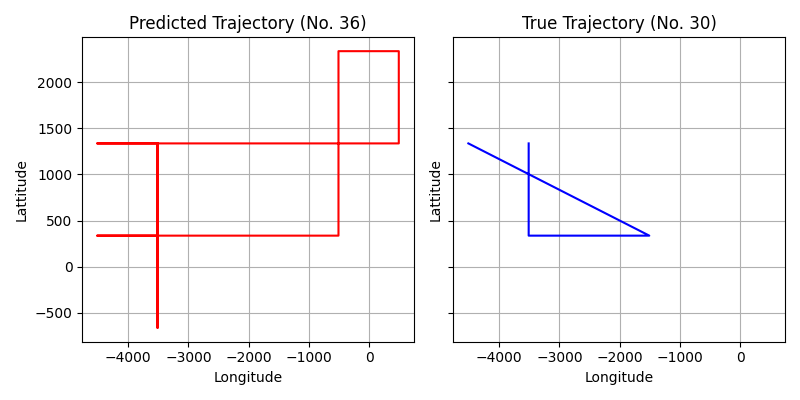 Predicted Trajectory (No. 36)
True Trajectory (No. 30)
Lattitude
2000
1500
1000
500
0
−500
−4000 −3000 −2000 −1000 0
Longitude
Lattitude
−4000 −3000 −2000 −1000 0
Longitude